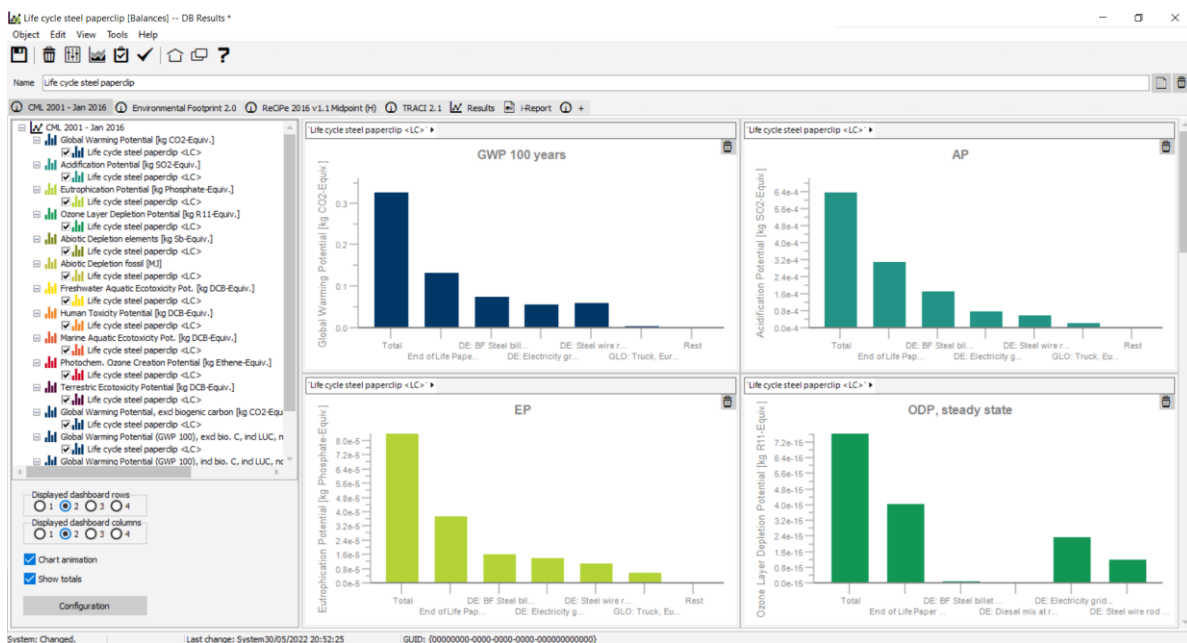 Life cycle steel paperclip [Balances] -- DB Results *
Object Edit View Tools Help
Name Life cycle steel paperclip
CML 2001 - Jan 2016 Environmental Footprint 2.0 ReCiPe 2016 v1.1 Midpoint (H) TRACI 2.1 Results i-Report +
CML 2001 - Jan 2016
Global Warming Potential [kg CO2-Equiv.]
Life cycle steel paperclip <LC>
Acidification Potential [kg SO2-Equiv.]
Life cycle steel paperclip <LC>
Eutrophication Potential [kg Phosphate-Equiv.]
Life cycle steel paperclip <LC>
Ozone Layer Depletion Potential [kg R11-Equiv.]
Life cycle steel paperclip <LC>
Abiotic Depletion elements [kg Sb-Equiv.]
Life cycle steel paperclip <LC>
Abiotic Depletion fossil [MJ]
Life cycle steel paperclip <LC>
Freshwater Aquatic Ecotoxicity Pot. [kg DCB-Equiv.]
Life cycle steel paperclip <LC>
Human Toxicity Potential [kg DCB-Equiv.]
Life cycle steel paperclip <LC>
Marine Aquatic Ecotoxicity Pot. [kg DCB-Equiv.]
Life cycle steel paperclip <LC>
Photochem. Ozone Creation Potential [kg Ethene-Equiv.]
Life cycle steel paperclip <LC>
Terrestric Ecotoxicity Potential [kg DCB-Equiv.]
Life cycle steel paperclip <LC>
Global Warming Potential, excl biogenic carbon [kg CO2-Equ
Life cycle steel paperclip <LC>
Global Warming Potential (GWP 100), excl bio. C, incl LUC, n
Life cycle steel paperclip <LC>
Global Warming Potential (GWP 100), incl bio. C, incl LUC, nc
Displayed dashboard rows
1 2 3 4
Displayed dashboard columns
1 2 3 4
Chart animation
Show totals
Configuration
'Life cycle steel paperclip <LC>'
GWP 100 years
Global Warming Potential [kg CO2-Equiv.]
0.3
0.2
0.1
0.0
Total DE: BF Steel bill... DE: Steel wire r... Rest
End of Life Pape... DE: Electricity gr... GLO: Truck, Eur...
'Life cycle steel paperclip <LC>'
AP
Acidification Potential [kg SO2-Equiv.]
6.4e-4
5.6e-4
4.8e-4
4.0e-4
3.2e-4
2.4e-4
1.6e-4
0.8e-4
0.0e-4
Total DE: BF Steel bil... DE: Steel wire r... Rest
End of Life Pap... DE: Electricity g... GLO: Truck, Eu...
'Life cycle steel paperclip <LC>'
EP
Eutrophication Potential [kg Phosphate-Equiv.]
8.0e-5
7.2e-5
6.4e-5
5.6e-5
4.8e-5
4.0e-5
3.2e-5
2.4e-5
1.6e-5
0.8e-5
0.0e-5
Total DE: BF Steel bil... DE: Steel wire r... Rest
End of Life Pap... DE: Electricity g... GLO: Truck, Eu...
'Life cycle steel paperclip <LC>'
ODP, steady state
Ozone Layer Depletion Potential [kg R11-Equiv.]
7.2e-15
6.4e-15
5.6e-15
4.8e-15
4.0e-15
3.2e-15
2.4e-15
1.6e-15
0.8e-15
0.0e-15
Total DE: BF Steel billet ... DE: Electricity grid...
End of Life Paper ... DE: Diesel mix at r... DE: Steel wire rod ...
System: Changed. Last change: System30/05/2022 20:52:25 GUID: {00000000-0000-0000-0000-000000000000}